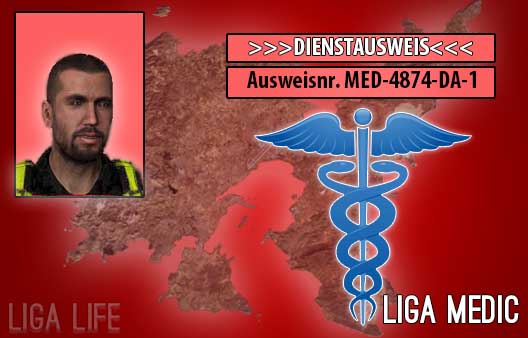 >>>DIENSTAUSWEIS<<<
Ausweisnr. MED-4874-DA-1
LIGA MEDIC
LIGA LIFE